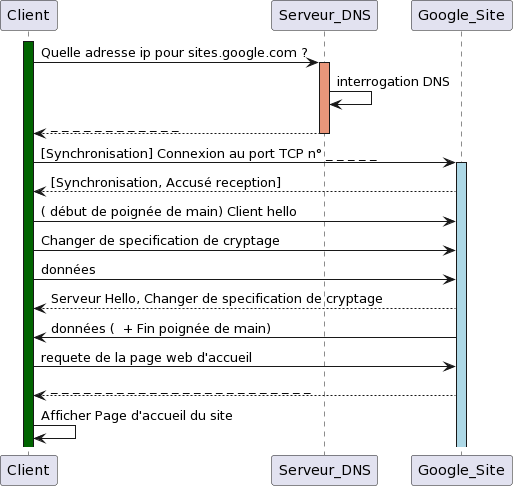 Client Serveur_DNS Google_Site
Quelle adresse ip pour sites.google.com ?
interrogation DNS
_ _ _ _ _ _ _ _ _ _ _ _
[Synchronisation] Connexion au port TCP n° _ _ _ _ _
[Synchronisation, Accusé reception]
( début de poignée de main) Client hello
Changer de specification de cryptage
données
Serveur Hello, Changer de specification de cryptage
données (  + Fin poignée de main)
requete de la page web d'accueil
_ _ _ _ _ _ _ _ _ _ _ _ _ _ _ _ _ _ _ _ _ _ _ _
Afficher Page d'accueil du site
Client Serveur_DNS Google_Site